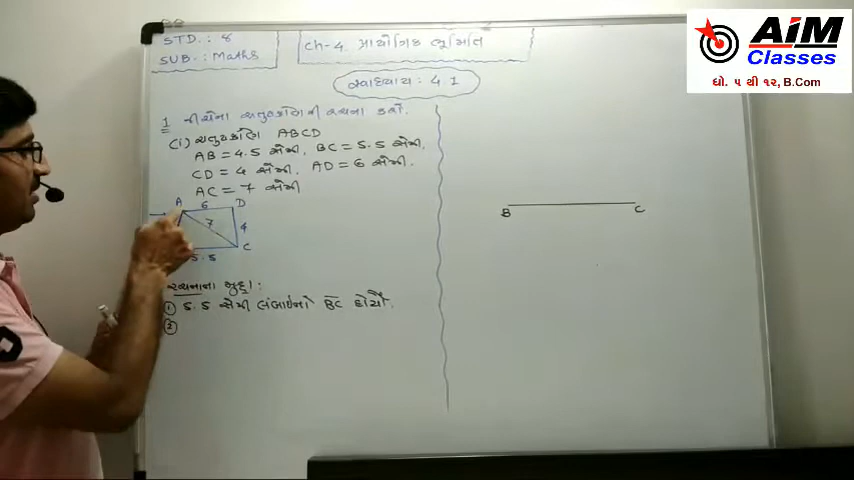 STD. : 8
SUB. : Maths
Ch-4. પ્રાયોગિક ભૂમિતિ
સ્વાધ્યાય : 4.1
1 નીચેના ચતુષ્કોણની રચના કરો.
(i) ચતુષ્કોણ ABCD
AB = 4.5 સેમી, BC = 5.5 સેમી,
CD = 4 સેમી, AD = 6 સેમી.
AC = 7 સેમી
A 6 D
7 4
C
5.5
રચનાના મુદ્દા :
① 5.5 સેમી લંબાઈનો BC દોર્યો.
②
B C
AIM
Classes
ધો. ૫ થી ૧૨, B.Com